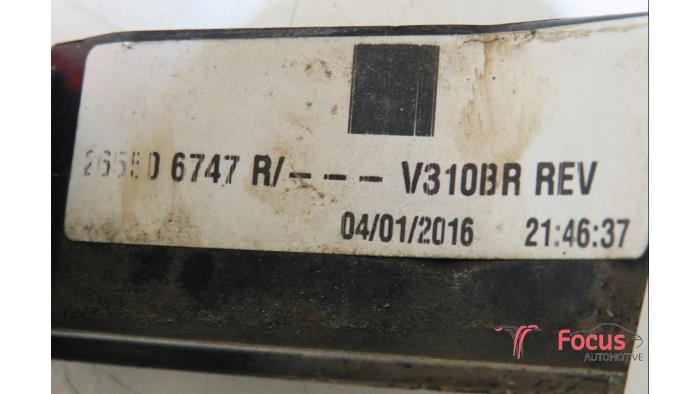 26550 6747 R/--- V310BR REV
04/01/2016 21:46:37
Focus
AUTOMOTIVE